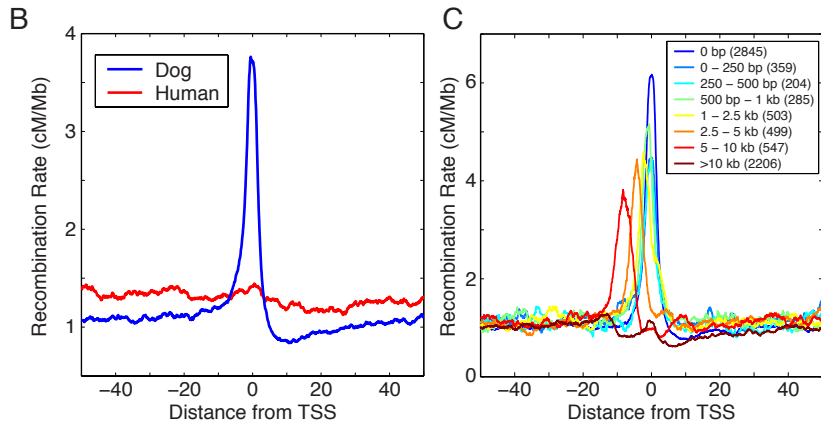 B
4
3
2
1
Recombination Rate (cM/Mb)
Dog
Human
−40
−20
0
20
40
Distance from TSS
C
6
4
2
0
Recombination Rate (cM/Mb)
0 bp (2845)
0 − 250 bp (359)
250 − 500 bp (204)
500 bp − 1 kb (285)
1 − 2.5 kb (503)
2.5 − 5 kb (499)
5 − 10 kb (547)
>10 kb (2206)
−40
−20
0
20
40
Distance from TSS